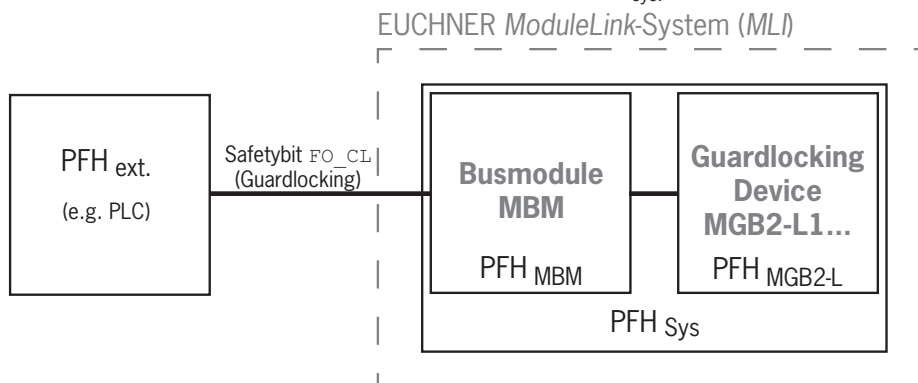 sys.
EUCHNER ModuleLink-System (MLI)
PFH ext.
(e.g. PLC)
Safetybit FO_CL
(Guardlocking)
Busmodule
MBM
PFH MBM
Guardlocking
Device
MGB2-L1...
PFH MGB2-L
PFH Sys